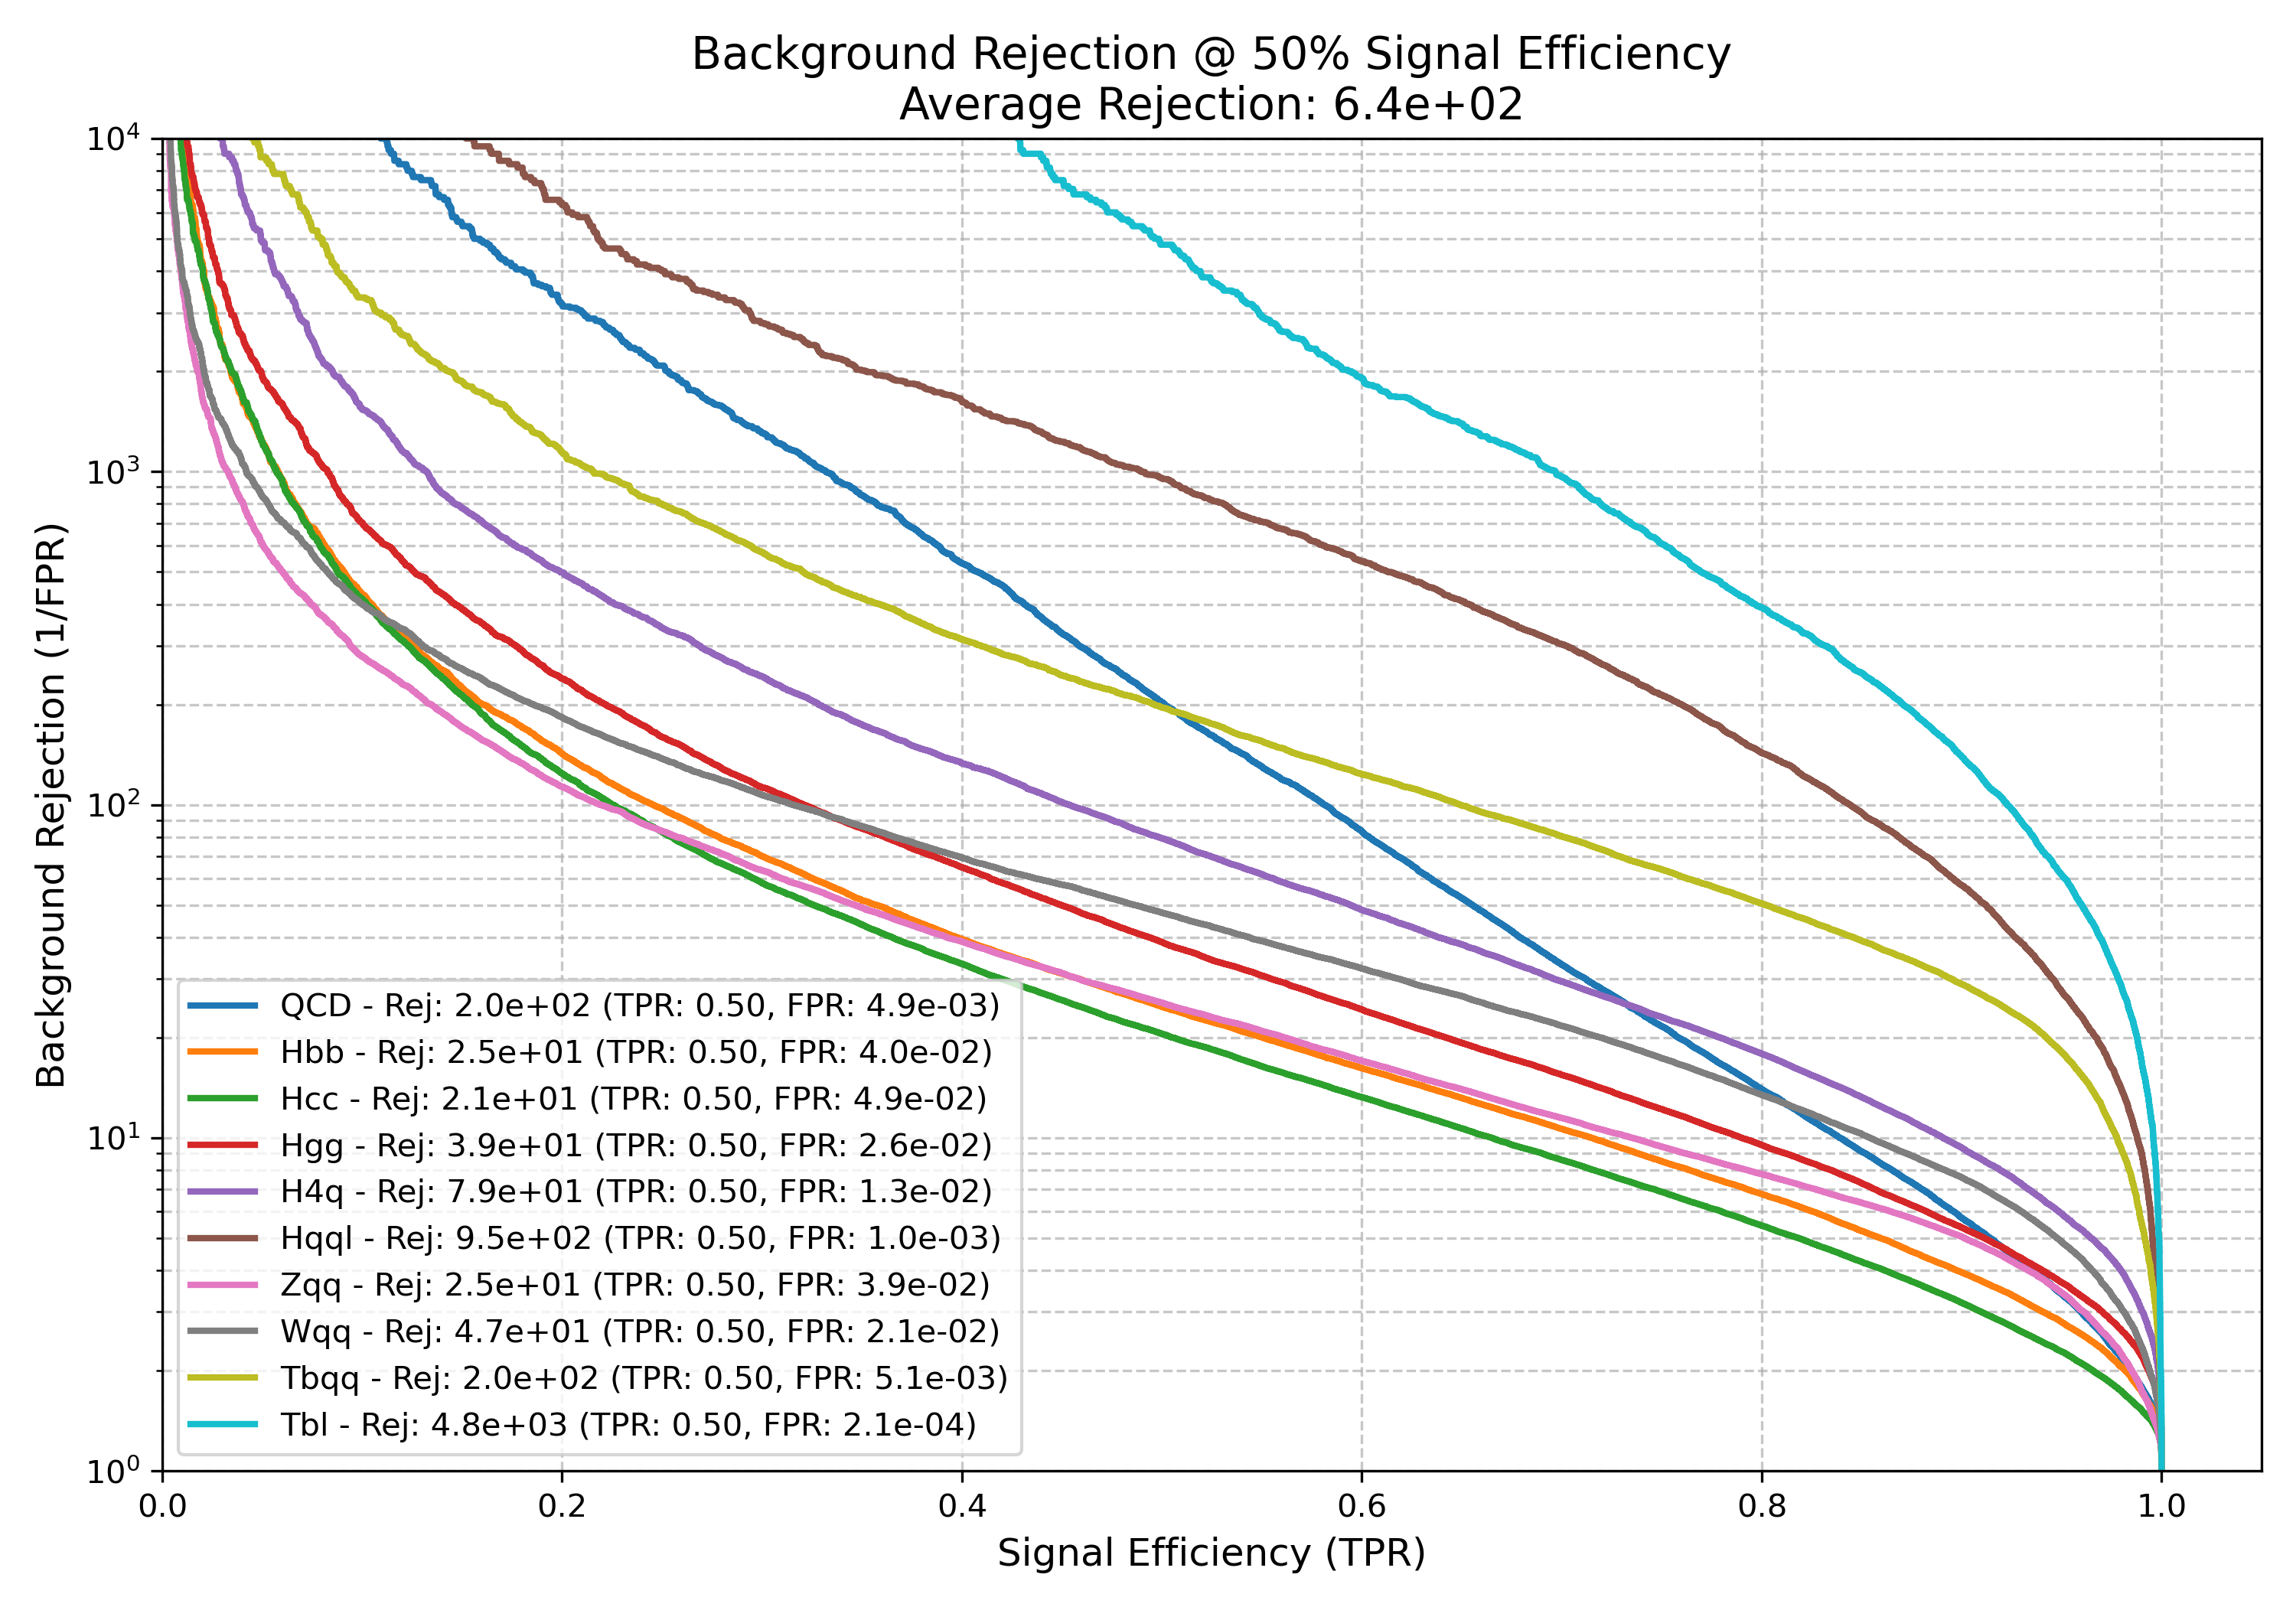 Background Rejection @ 50% Signal Efficiency
Average Rejection: 6.4e+02
Background Rejection (1/FPR)
10⁴
10³
10²
10¹
10⁰
QCD - Rej: 2.0e+02 (TPR: 0.50, FPR: 4.9e-03)
Hbb - Rej: 2.5e+01 (TPR: 0.50, FPR: 4.0e-02)
Hcc - Rej: 2.1e+01 (TPR: 0.50, FPR: 4.9e-02)
Hgg - Rej: 3.9e+01 (TPR: 0.50, FPR: 2.6e-02)
H4q - Rej: 7.9e+01 (TPR: 0.50, FPR: 1.3e-02)
Hqql - Rej: 9.5e+02 (TPR: 0.50, FPR: 1.0e-03)
Zqq - Rej: 2.5e+01 (TPR: 0.50, FPR: 3.9e-02)
Wqq - Rej: 4.7e+01 (TPR: 0.50, FPR: 2.1e-02)
Tbqq - Rej: 2.0e+02 (TPR: 0.50, FPR: 5.1e-03)
Tbl - Rej: 4.8e+03 (TPR: 0.50, FPR: 2.1e-04)
0.0 0.2 0.4 0.6 0.8 1.0
Signal Efficiency (TPR)